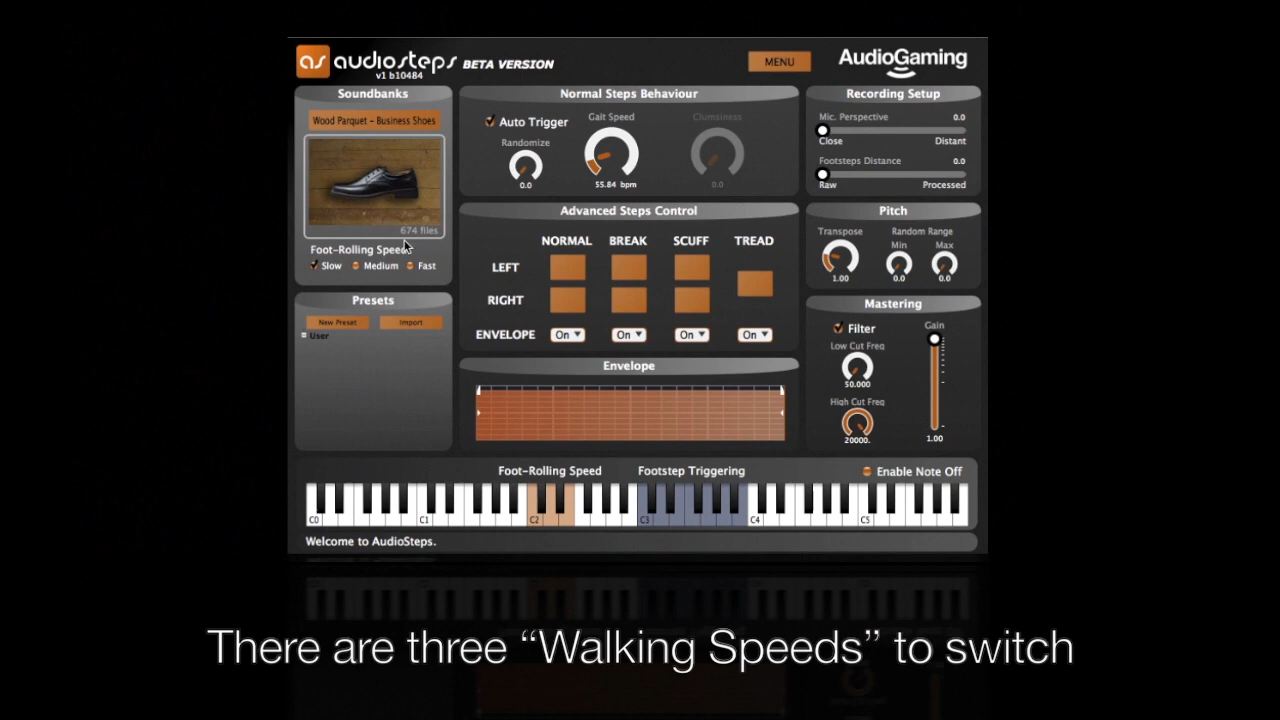 as audiosteps BETA VERSION
v1 b10484
MENU
AudioGaming
Soundbanks
Wood Parquet - Business Shoes
674 files
Foot-Rolling Speeds
Slow Medium Fast
Presets
New Preset Import
User
Normal Steps Behaviour
Auto Trigger
Randomize
0.0
Gait Speed
55.84 bpm
Clumsiness
0.0
Advanced Steps Control
NORMAL BREAK SCUFF TREAD
LEFT
RIGHT
ENVELOPE On On On On
Envelope
Recording Setup
Mic. Perspective 0.0
Close Distant
Footsteps Distance 0.0
Raw Processed
Pitch
Transpose
1.00
Random Range
Min Max
0.0 0.0
Mastering
Filter
Low Cut Freq
50.000
High Cut Freq
20000.
Gain
1.00
Foot-Rolling Speed Footstep Triggering Enable Note Off
C0 C1 C2 C3 C4 C5
Welcome to AudioSteps.
There are three “Walking Speeds” to switch